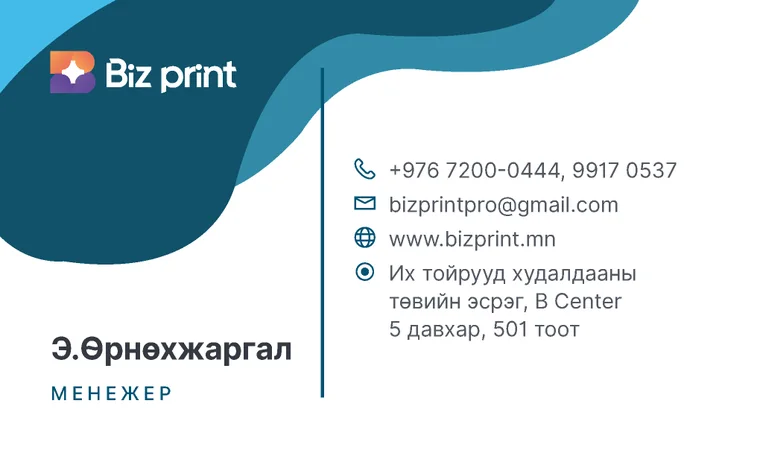 Biz print
+976 7200-0444, 9917 0537
bizprintpro@gmail.com
www.bizprint.mn
Их тойрууд худалдааны
төвийн эсрэг, B Center
5 давхар, 501 тоот
Э.Өрнөхжаргал
МЕНЕЖЕР